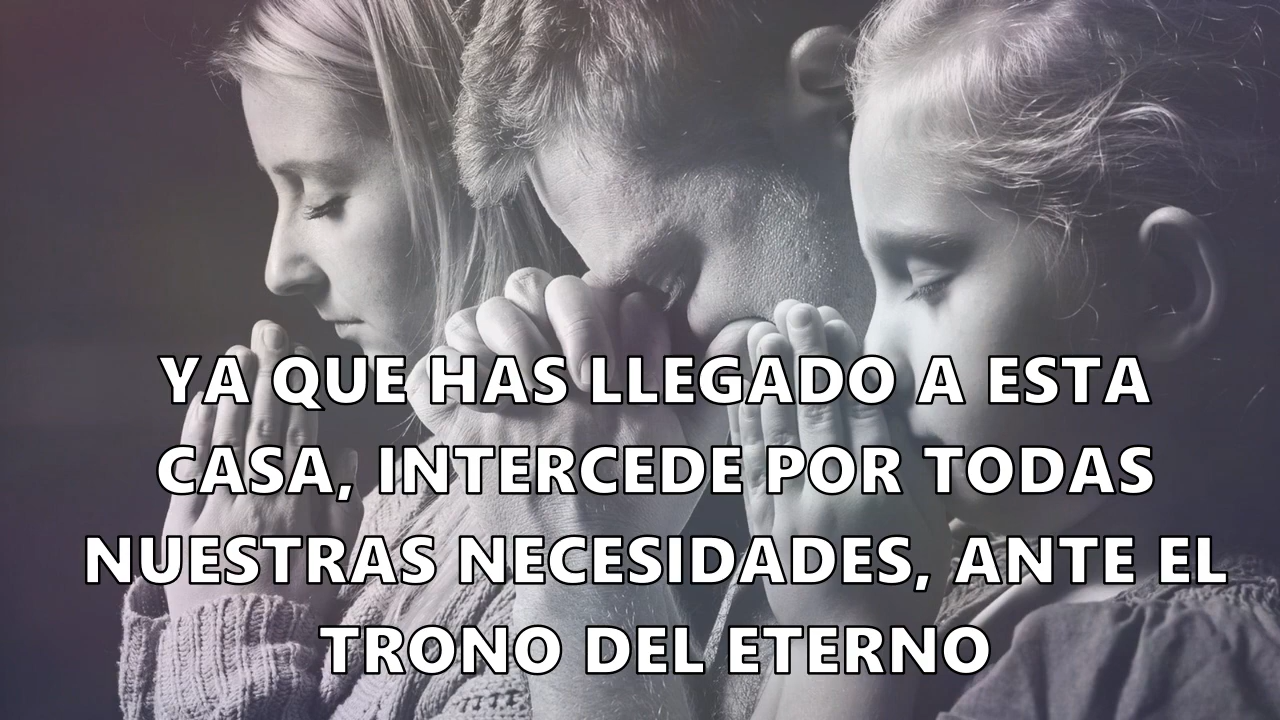 YA QUE HAS LLEGADO A ESTA
CASA, INTERCEDE POR TODAS
NUESTRAS NECESIDADES, ANTE EL
TRONO DEL ETERNO